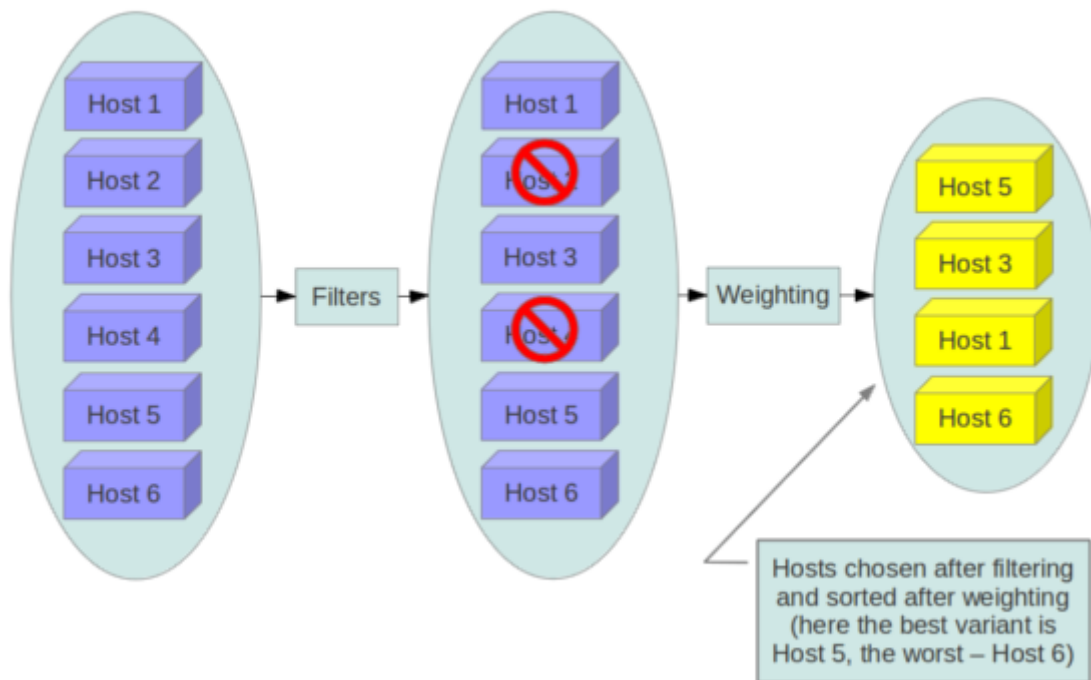 Host 1
Host 2
Host 3
Host 4
Host 5
Host 6
Filters
Host 1
Host 3
Host 5
Host 6
Weighting
Host 5
Host 3
Host 1
Host 6
Hosts chosen after filtering
and sorted after weighting
(here the best variant is
Host 5, the worst – Host 6)